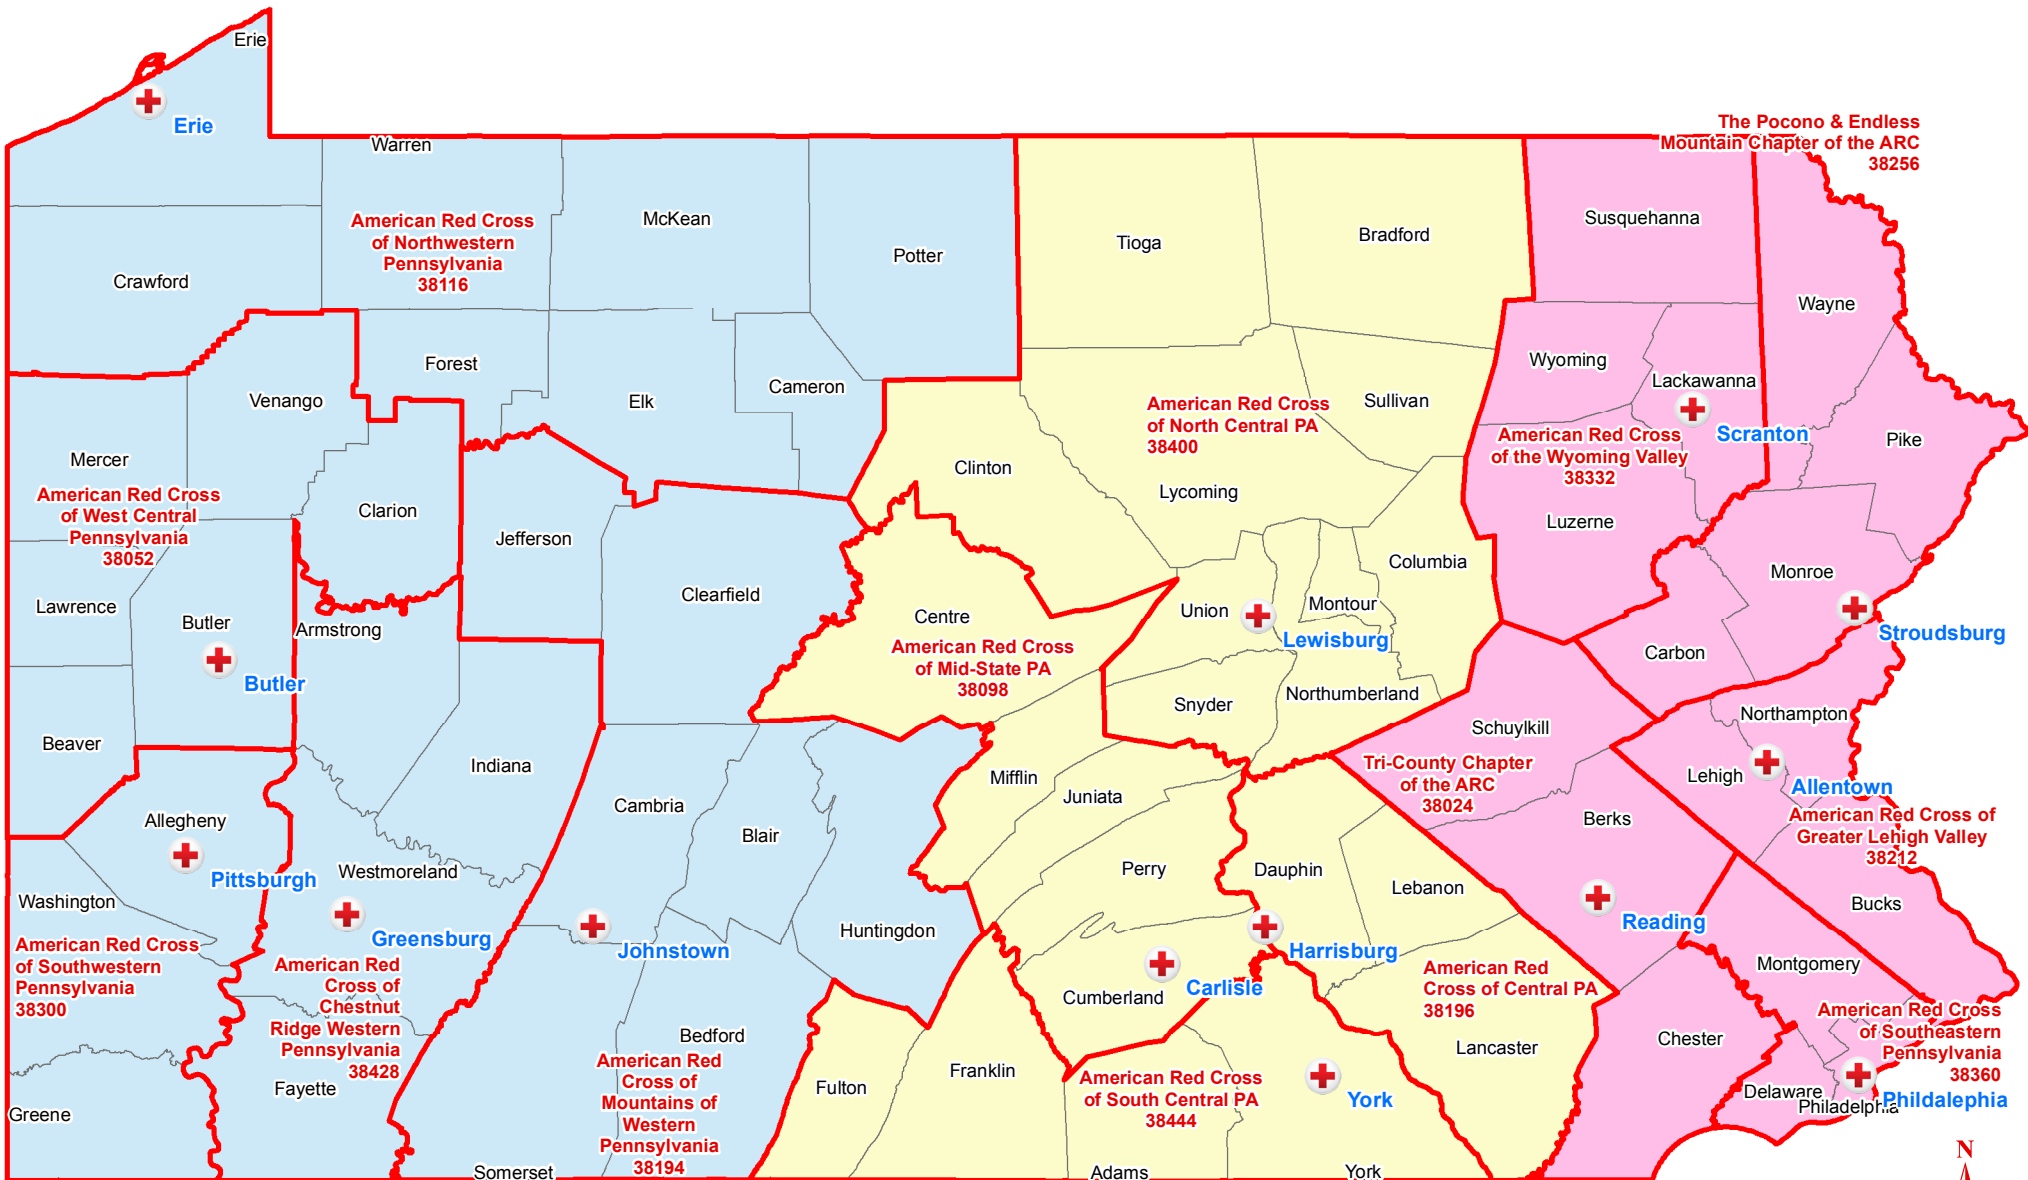 Erie
Erie
Warren
American Red Cross
of Northwestern
Pennsylvania
38116
McKean
Potter
Crawford
Forest
Venango
Elk
Cameron
Mercer
American Red Cross
of West Central
Pennsylvania
38052
Clarion
Jefferson
Clearfield
Lawrence
Butler
Butler
Armstrong
Beaver
Indiana
Allegheny
Pittsburgh
Westmoreland
Greensburg
Washington
American Red Cross
of Southwestern
Pennsylvania
38300
American Red
Cross of
Chestnut
Ridge Western
Pennsylvania
38428
Fayette
Greene
Cambria
Blair
Huntingdon
Johnstown
Bedford
American Red
Cross of
Mountains of
Western
Pennsylvania
38194
Somerset
Tioga
Bradford
American Red Cross
of North Central PA
38400
Sullivan
Clinton
Lycoming
Columbia
Centre
American Red Cross
of Mid-State PA
38098
Union
Montour
Lewisburg
Snyder
Northumberland
Mifflin
Juniata
Perry
Dauphin
Lebanon
Harrisburg
Carlisle
Cumberland
American Red
Cross of Central PA
38196
Lancaster
Franklin
Fulton
American Red Cross
of South Central PA
38444
York
Adams
York
The Pocono & Endless
Mountain Chapter of the ARC
38256
Susquehanna
Wayne
Wyoming
Lackawanna
Scranton
American Red Cross
of the Wyoming Valley
38332
Pike
Luzerne
Monroe
Stroudsburg
Carbon
Schuylkill
Tri-County Chapter
of the ARC
38024
Northampton
Lehigh
Allentown
American Red Cross of
Greater Lehigh Valley
38212
Berks
Reading
Bucks
Montgomery
American Red Cross
of Southeastern
Pennsylvania
38360
Chester
Delaware
Philadelphia
Phildalephia
N